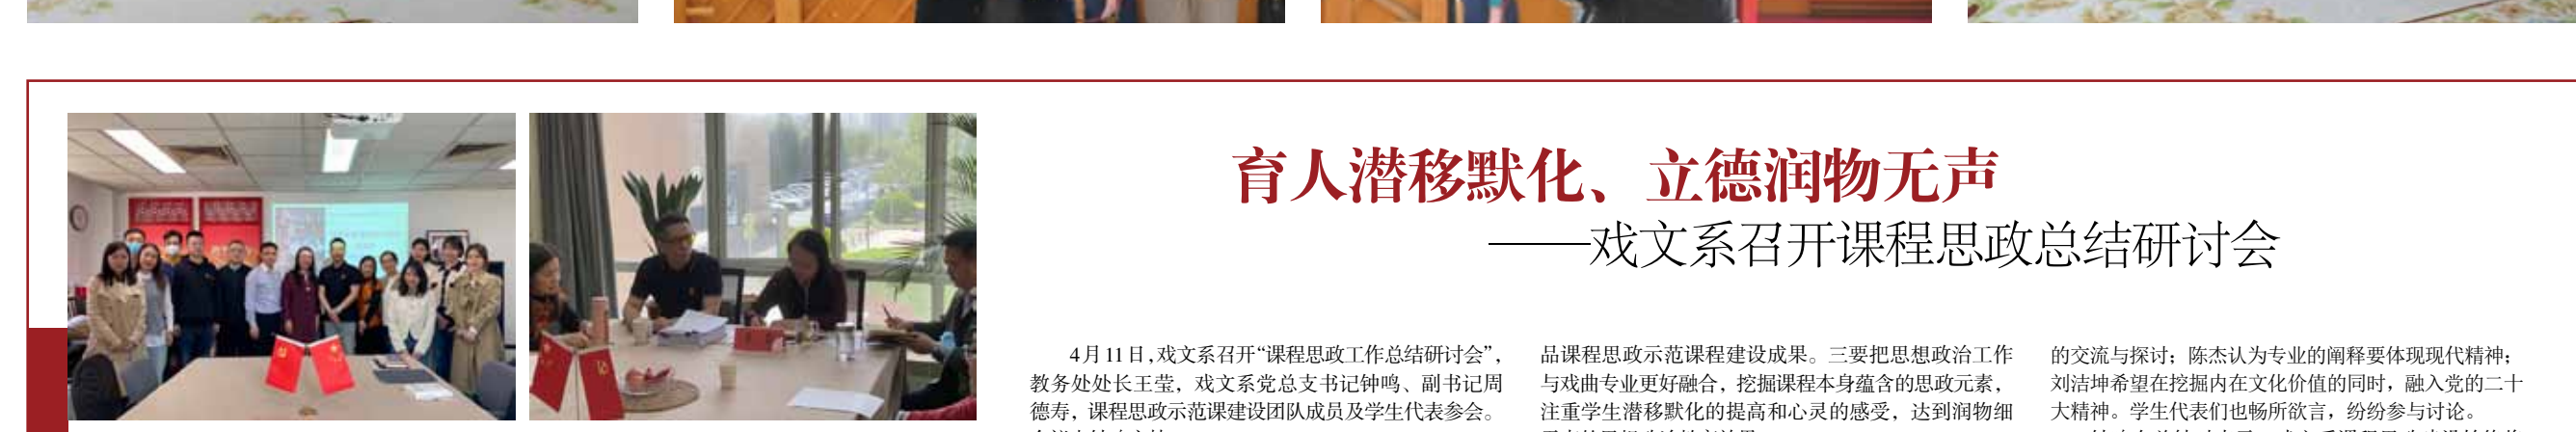 育人潜移默化、立德润物无声
——戏文系召开课程思政总结研讨会
4月11日,戏文系召开“课程思政工作总结研讨会”,
教务处处长王莹，戏文系党总支书记钟鸣、副书记周
德寿，课程思政示范课建设团队成员及学生代表参会。
品课程思政示范课程建设成果。三要把思想政治工作
与戏曲专业更好融合，挖掘课程本身蕴含的思政元素，
注重学生潜移默化的提高和心灵的感受，达到润物细
的交流与探讨；陈杰认为专业的阐释要体现现代精神；
刘洁坤希望在挖掘内在文化价值的同时，融入党的二十
大精神。学生代表们也畅所欲言，纷纷参与讨论。